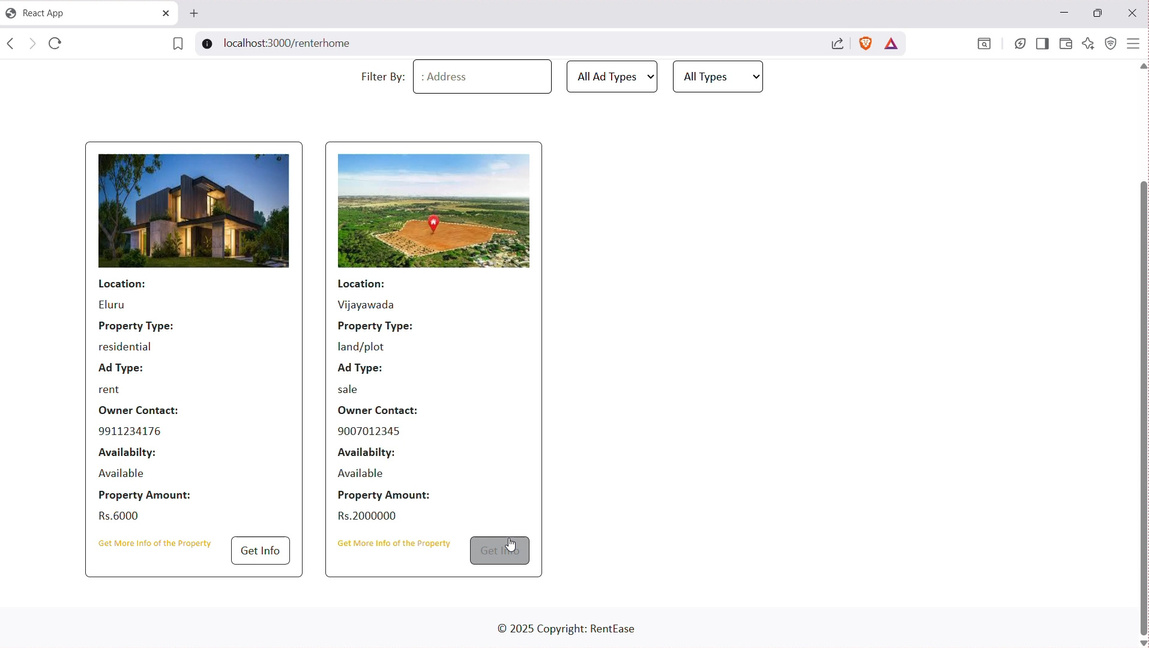 React App
localhost:3000/renterhome
Filter By:
: Address
All Ad Types
All Types
Location:
Eluru
Property Type:
residential
Ad Type:
rent
Owner Contact:
9911234176
Availabilty:
Available
Property Amount:
Rs.6000
Get More Info of the Property
Get Info
Location:
Vijayawada
Property Type:
land/plot
Ad Type:
sale
Owner Contact:
9007012345
Availabilty:
Available
Property Amount:
Rs.2000000
Get More Info of the Property
Get Info
© 2025 Copyright: RentEase